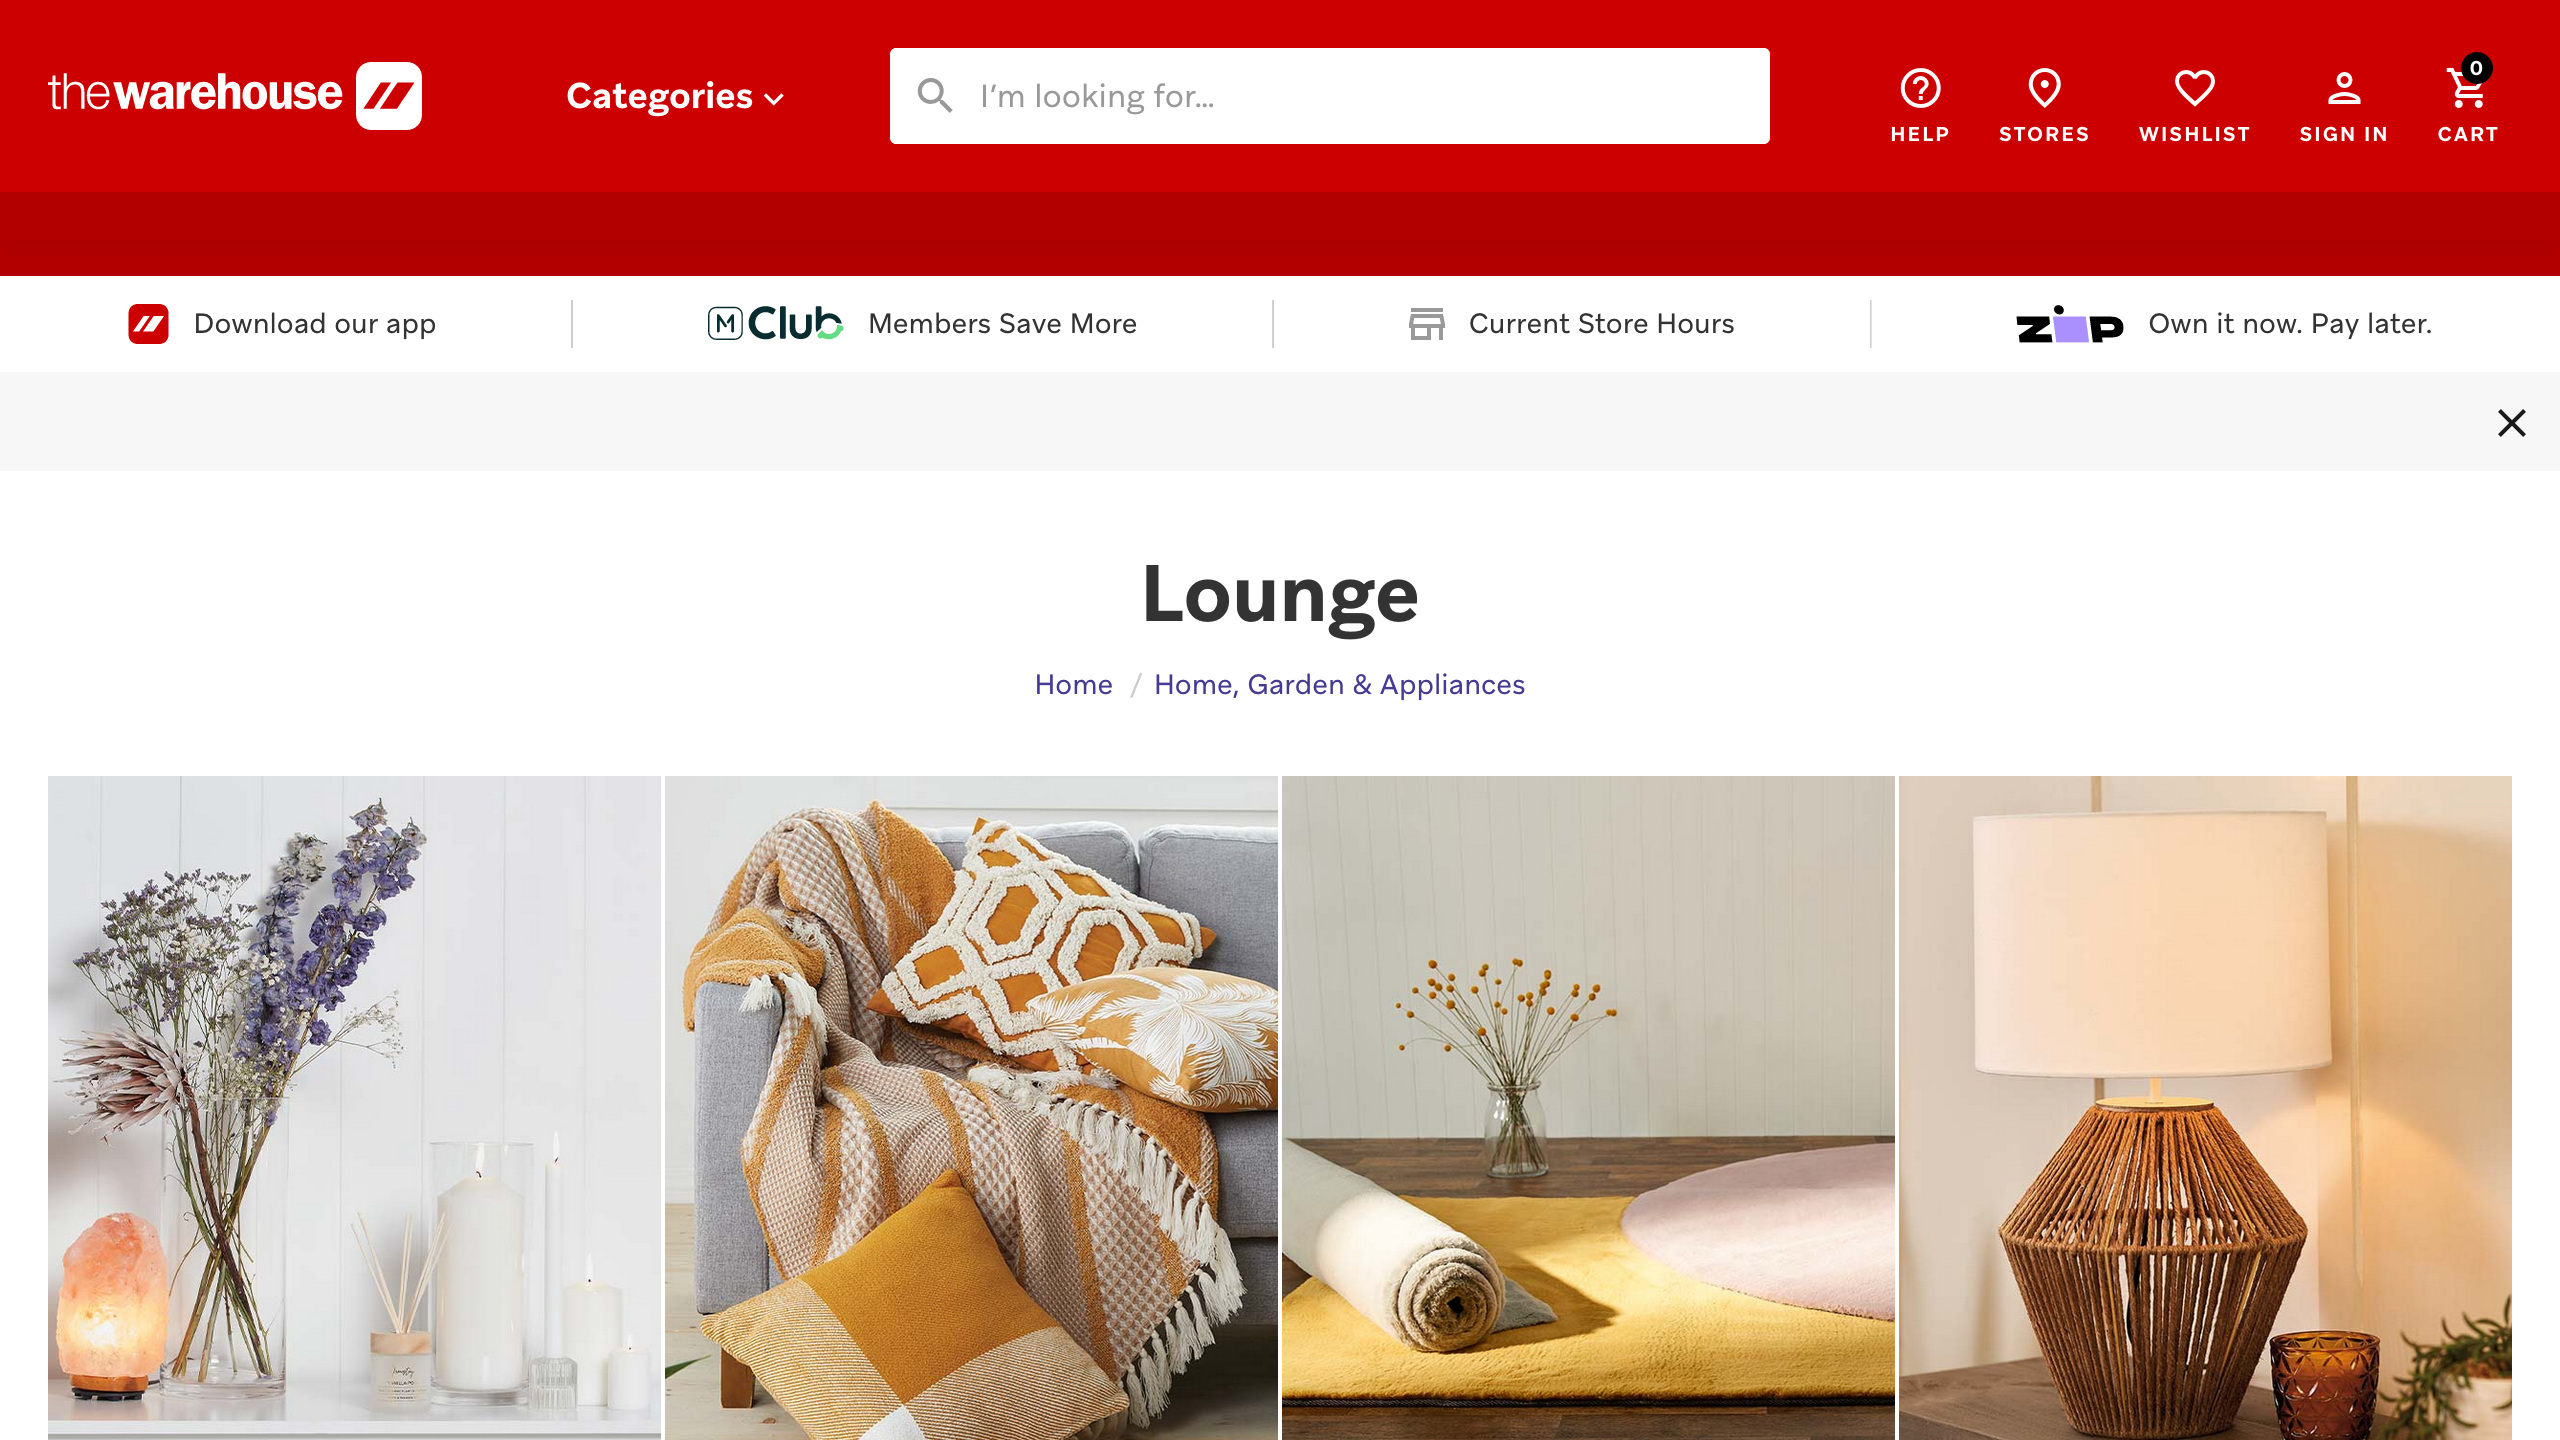 thewarehouse
Categories
I'm looking for...
HELP
STORES
WISHLIST
SIGN IN
0
CART
Download our app
M Club Members Save More
Current Store Hours
zip Own it now. Pay later.
Lounge
Home / Home, Garden & Appliances